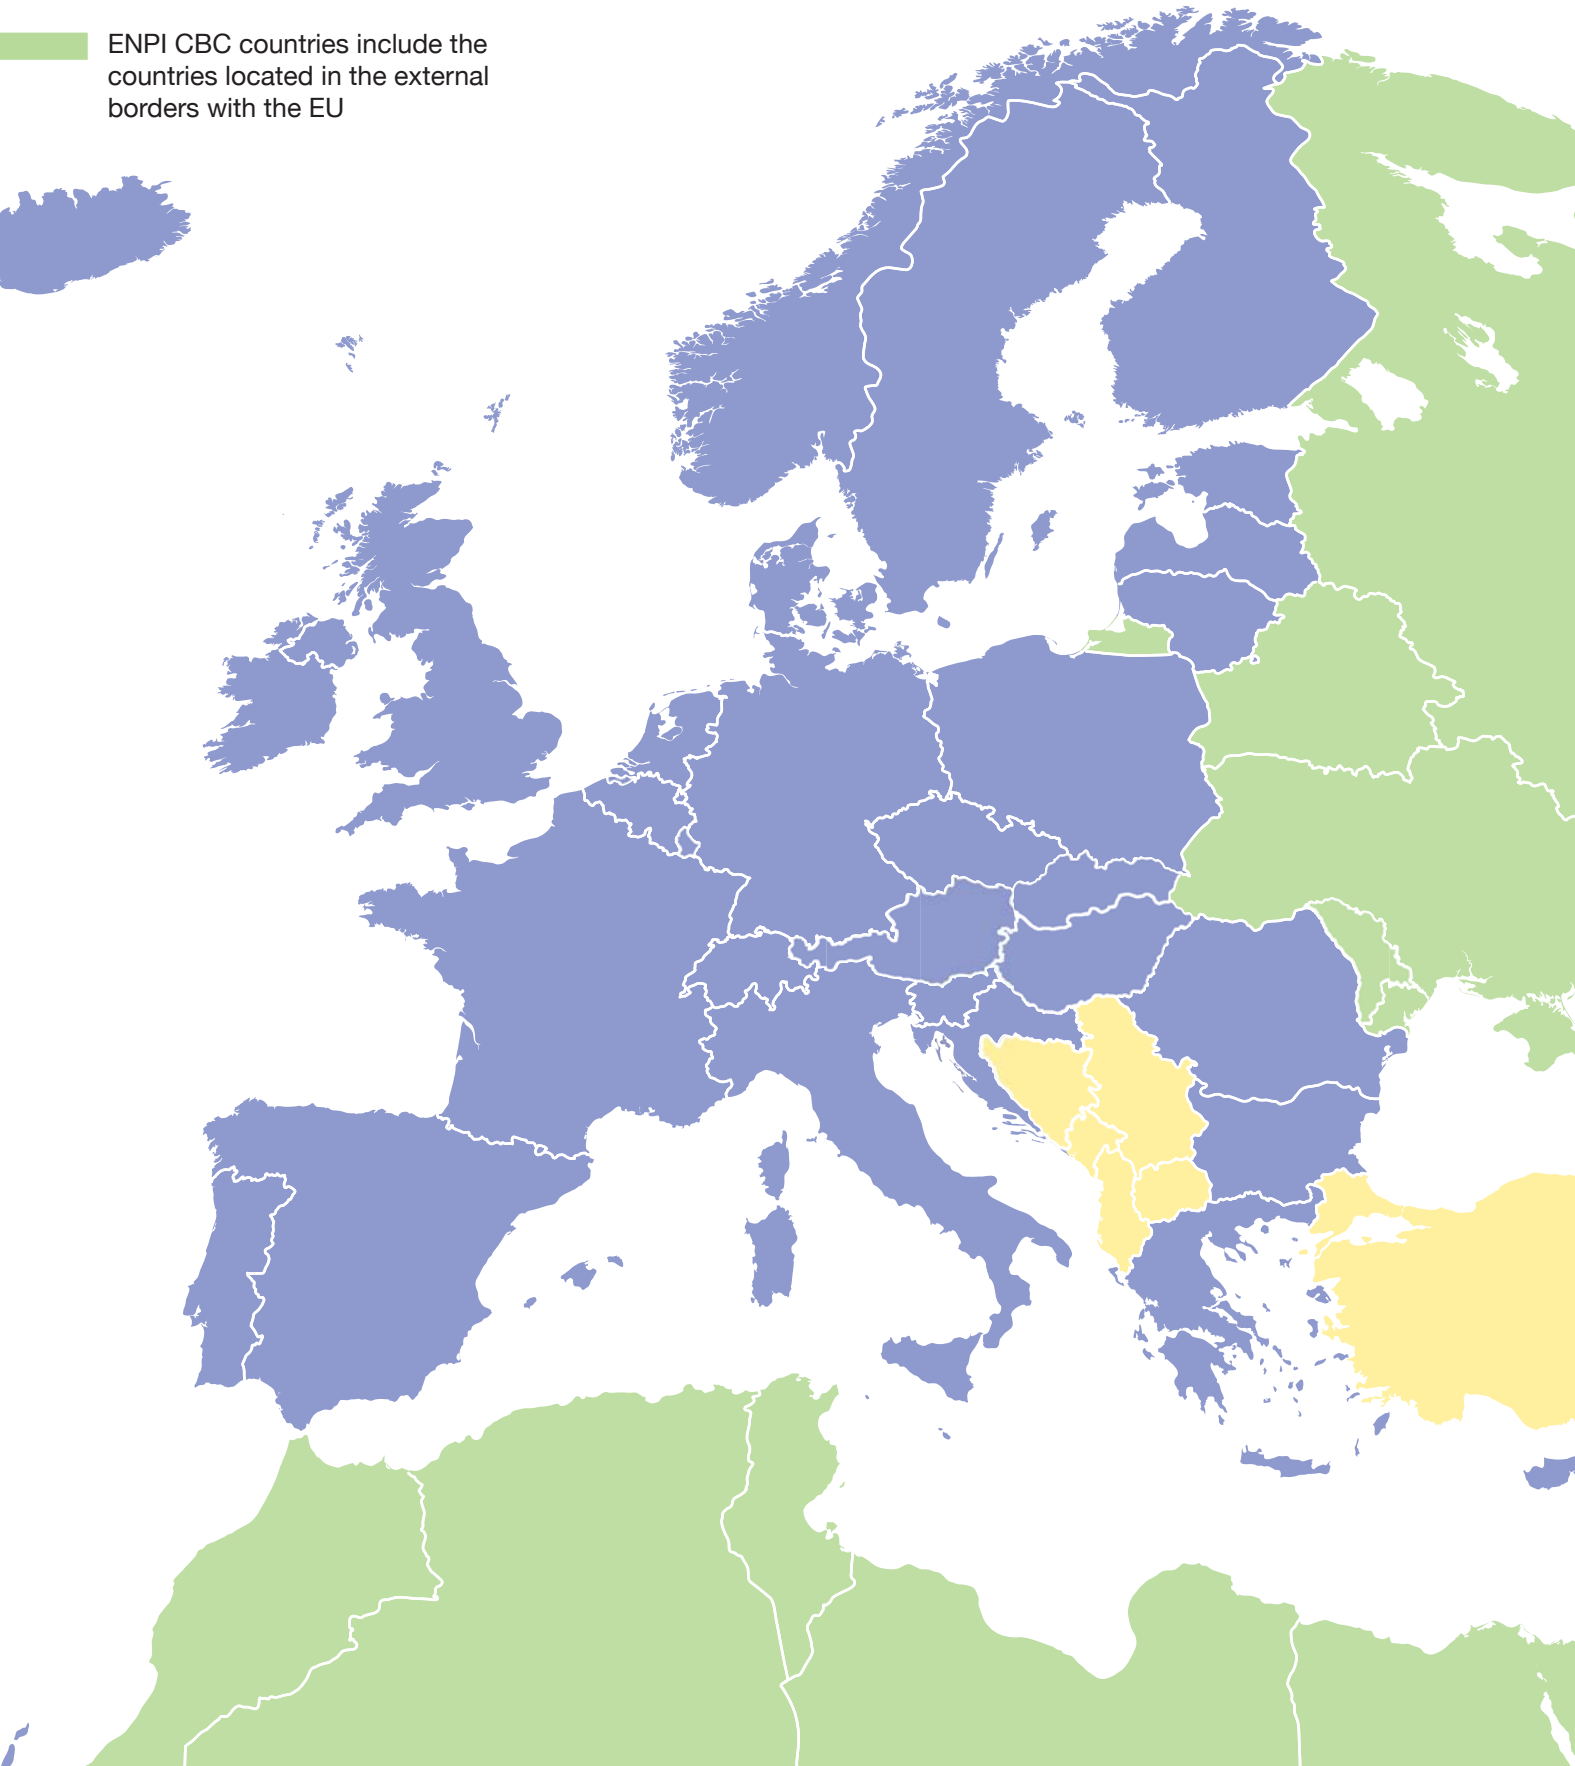 ENPI CBC countries include the
countries located in the external
borders with the EU